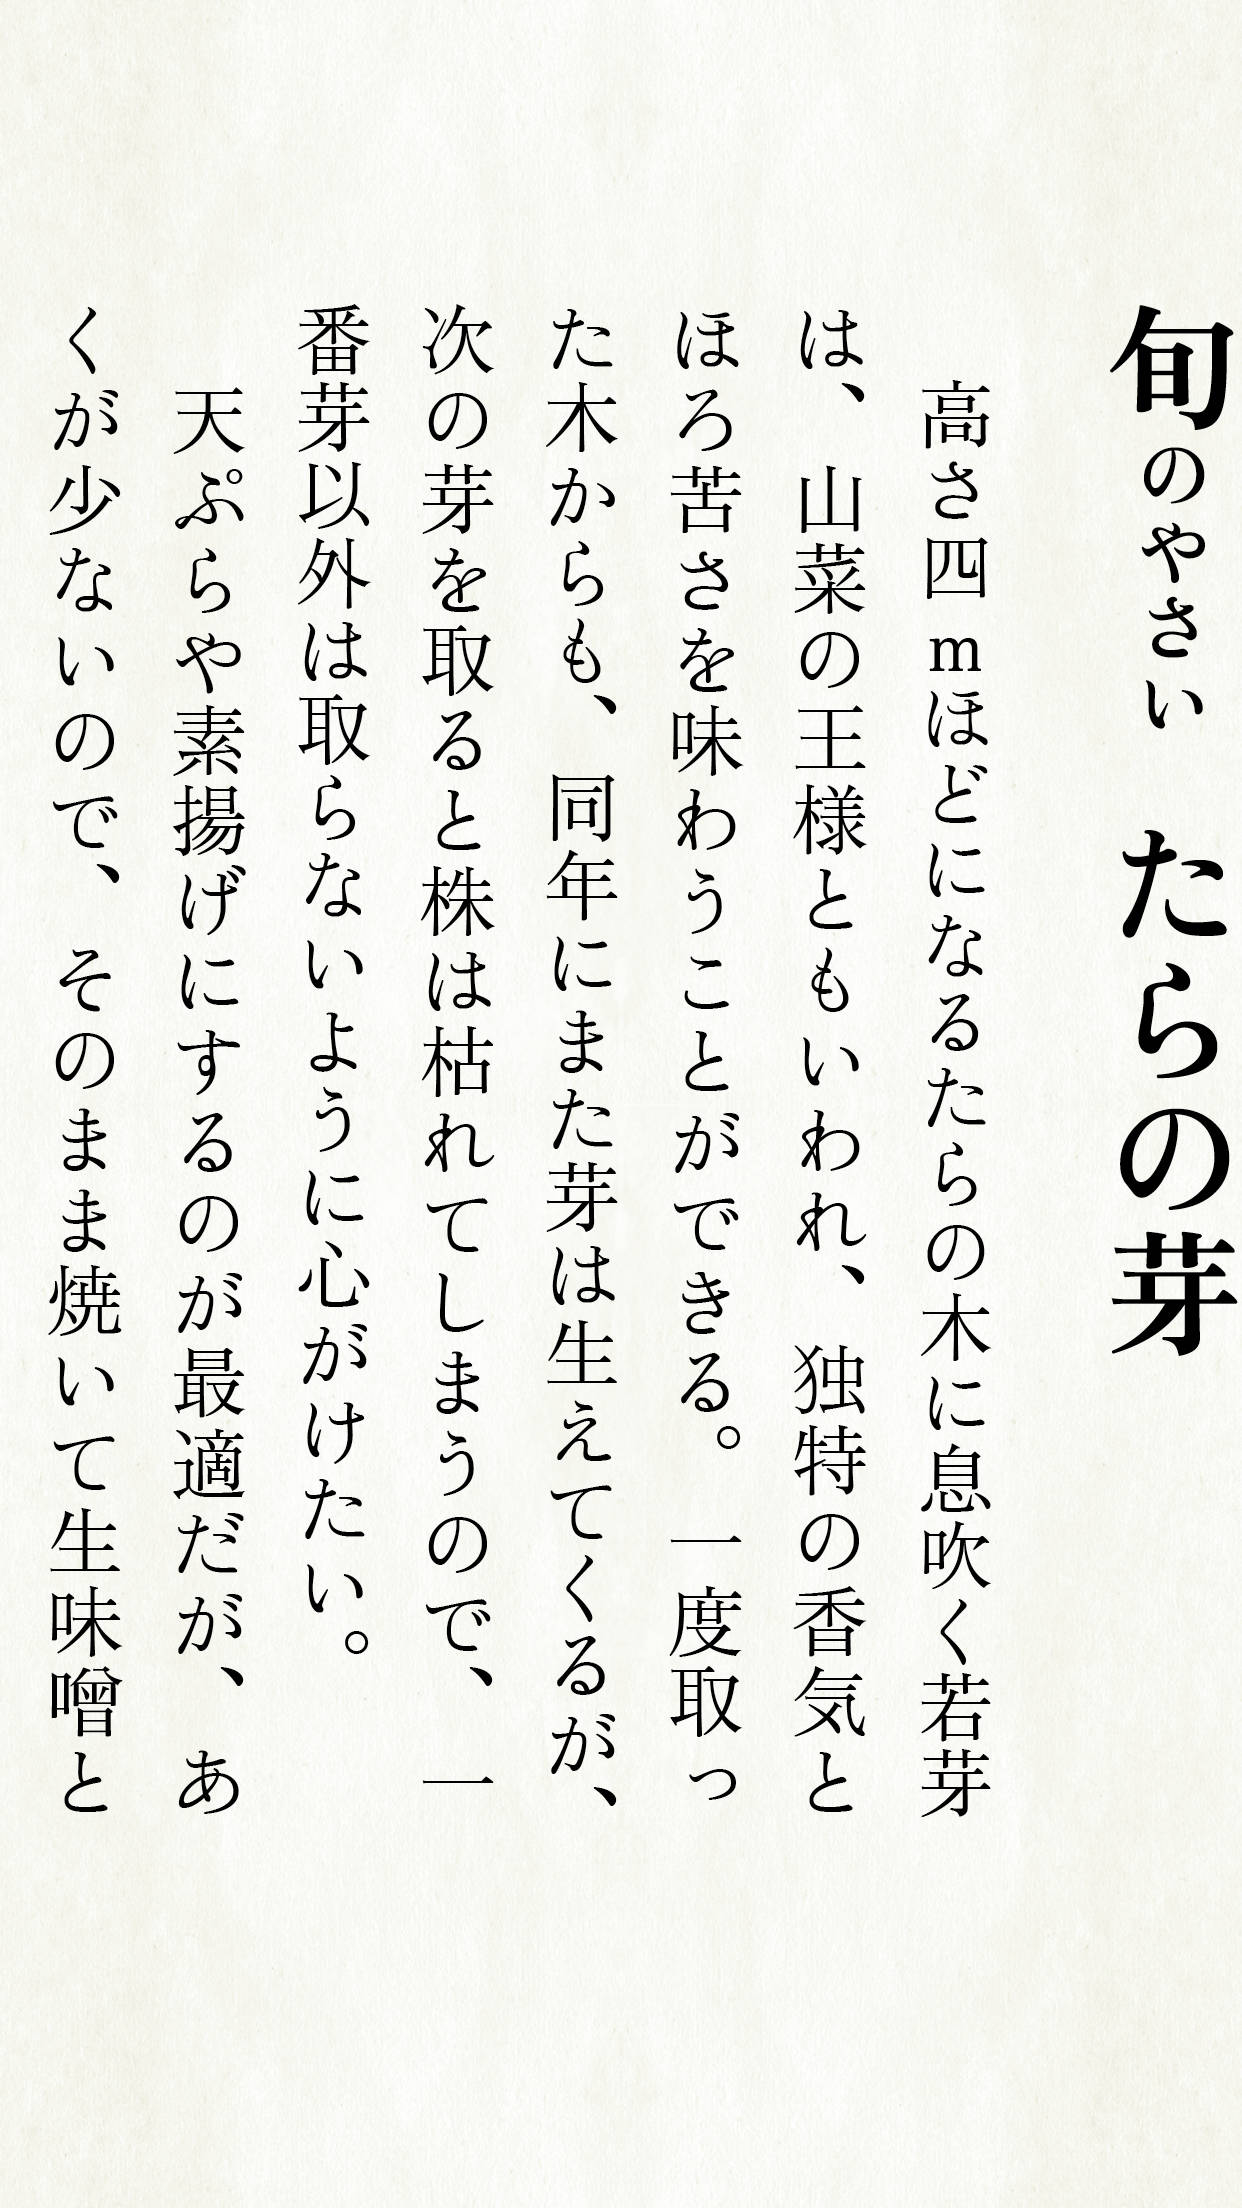 旬のやさい　たらの芽
　高さ四ｍほどになるたらの木に息吹く若芽
は、山菜の王様ともいわれ、独特の香気と
ほろ苦さを味わうことができる。一度取っ
た木からも、同年にまた芽は生えてくるが、
次の芽を取ると株は枯れてしまうので、一
番芽以外は取らないように心がけたい。
　天ぷらや素揚げにするのが最適だが、あ
くが少ないので、そのまま焼いて生味噌と